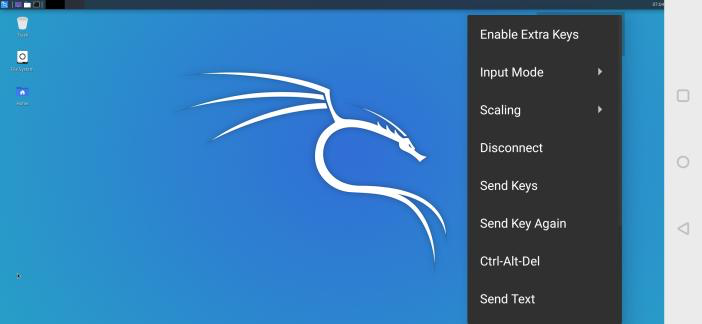 Trash
File System
Home
Enable Extra Keys
Input Mode
Scaling
Disconnect
Send Keys
Send Key Again
Ctrl-Alt-Del
Send Text